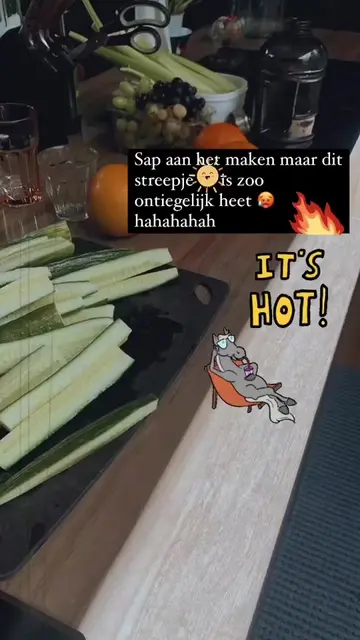 Sap aan het maken maar dit
streepje is zoo
ontiegelijk heet 🥵
hahahahah
IT'S
HOT!